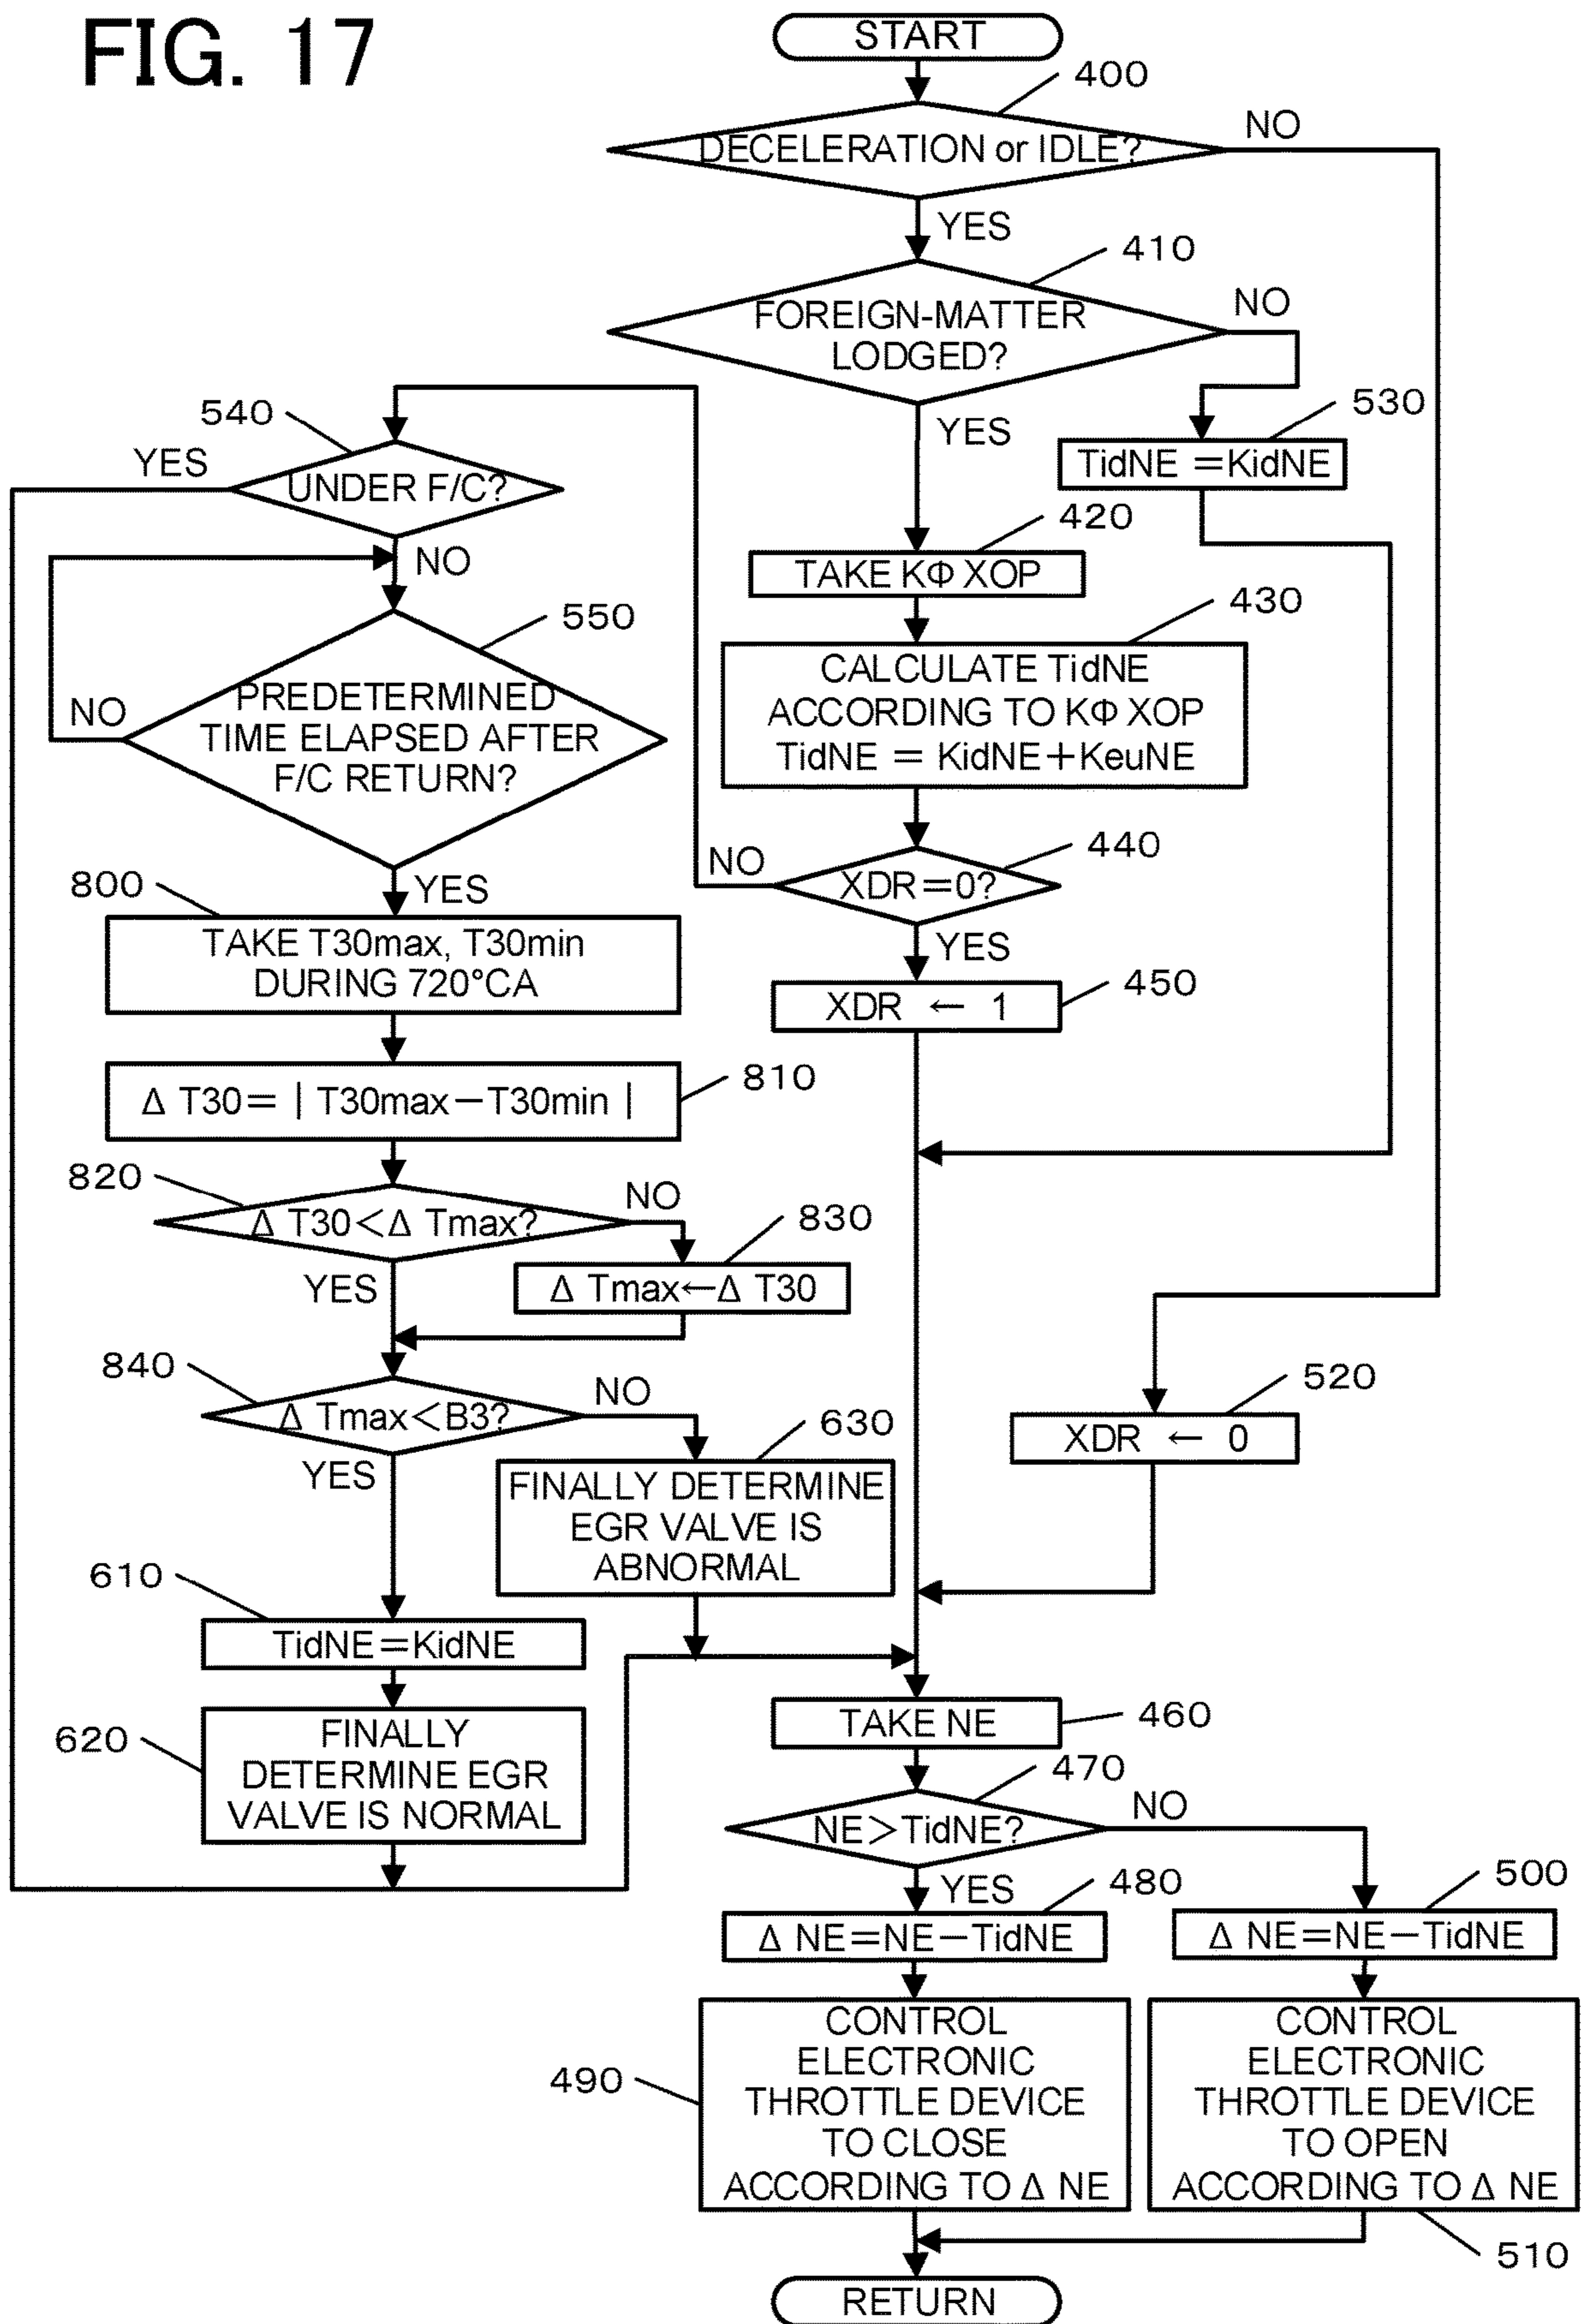 FIG. 17
START
400
DECELERATION or IDLE?
NO
YES
410
FOREIGN-MATTER
LODGED?
NO
YES
530
TidNE =KidNE
540
YES
UNDER F/C?
NO
420
TAKE KΦ XOP
430
CALCULATE TidNE
ACCORDING TO KΦ XOP
TidNE = KidNE+KeuNE
550
PREDETERMINED
TIME ELAPSED AFTER
F/C RETURN?
NO
YES
440
NO
XDR=0?
YES
450
XDR ← 1
800
TAKE T30max, T30min
DURING 720°CA
810
Δ T30= | T30max-T30min |
820
Δ T30<Δ Tmax?
NO
YES
830
Δ Tmax←Δ T30
840
Δ Tmax<B3?
NO
YES
520
XDR ← 0
630
FINALLY DETERMINE
EGR VALVE IS
ABNORMAL
610
TidNE=KidNE
620
FINALLY
DETERMINE EGR
VALVE IS NORMAL
TAKE NE
460
470
NE>TidNE?
NO
YES
480
Δ NE=NE-TidNE
500
Δ NE=NE-TidNE
490
CONTROL
ELECTRONIC
THROTTLE DEVICE
TO CLOSE
ACCORDING TO Δ NE
CONTROL
ELECTRONIC
THROTTLE DEVICE
TO OPEN
ACCORDING TO Δ NE
510
RETURN